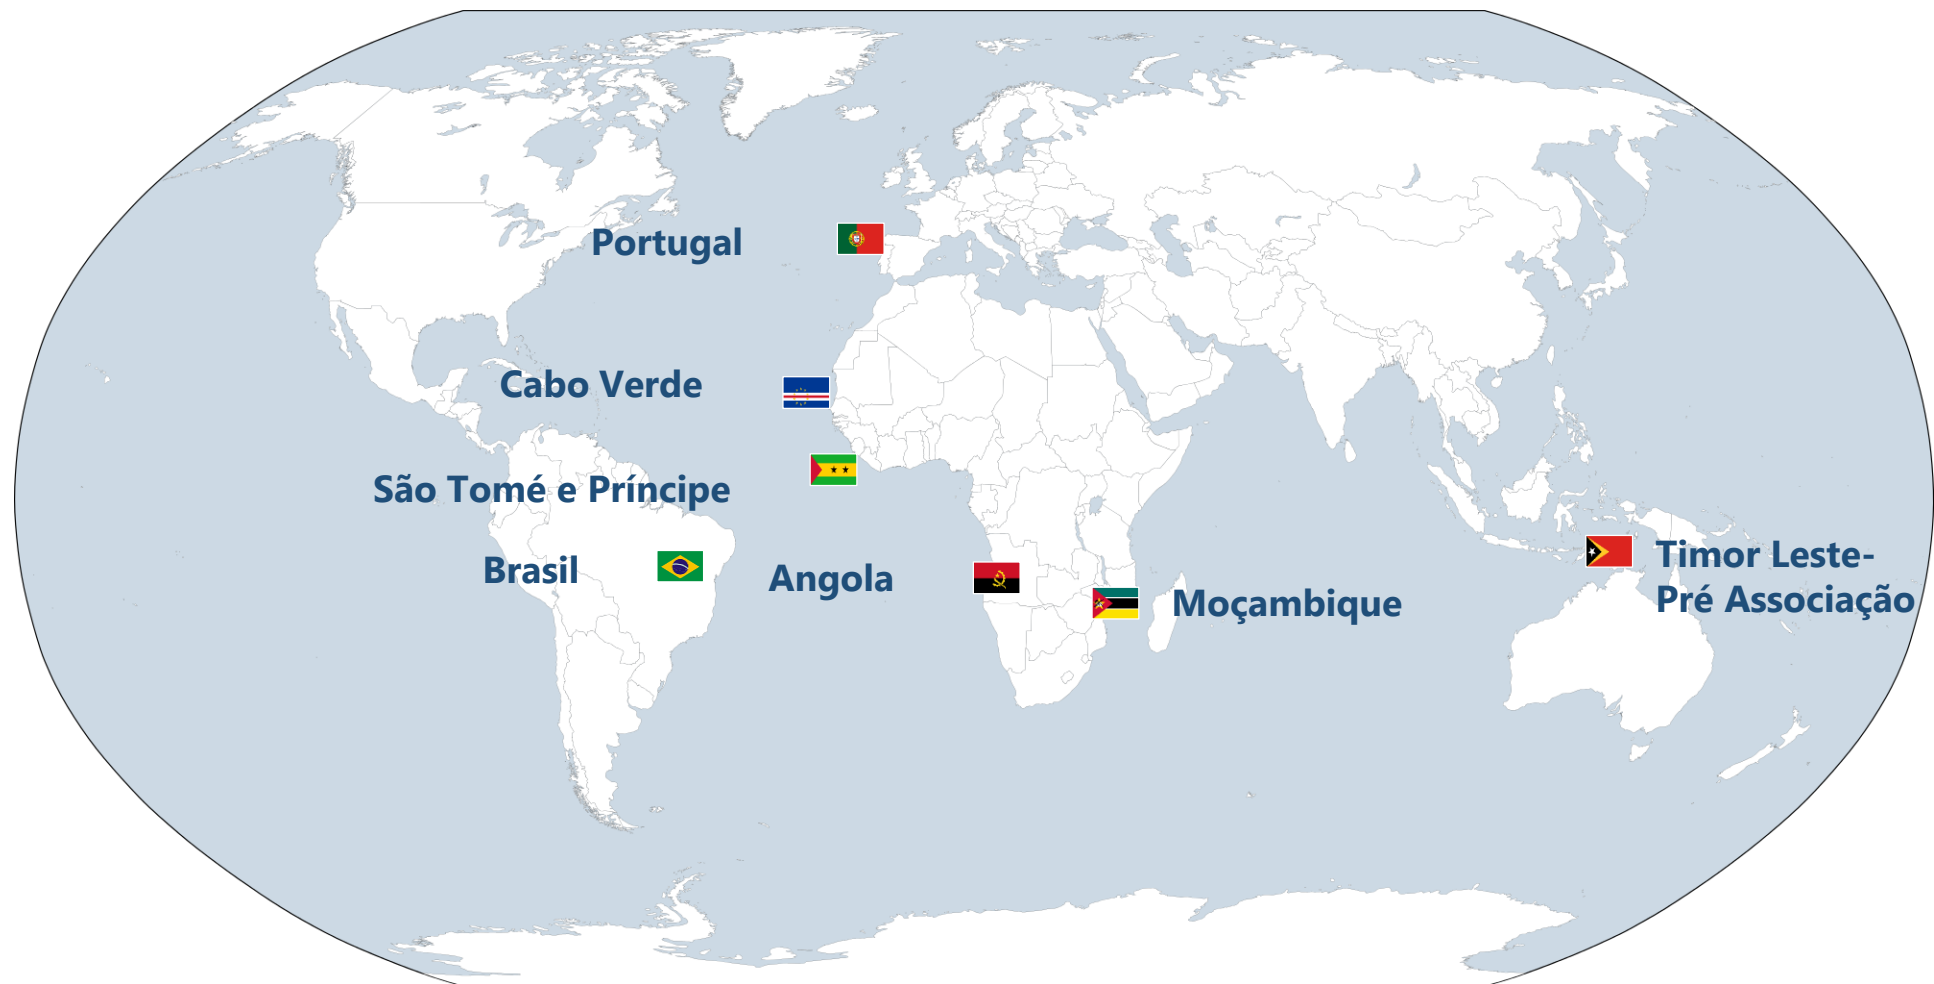 Portugal
Cabo Verde
São Tomé e Príncipe
Brasil
Angola
Moçambique
Timor Leste-
Pré Associação